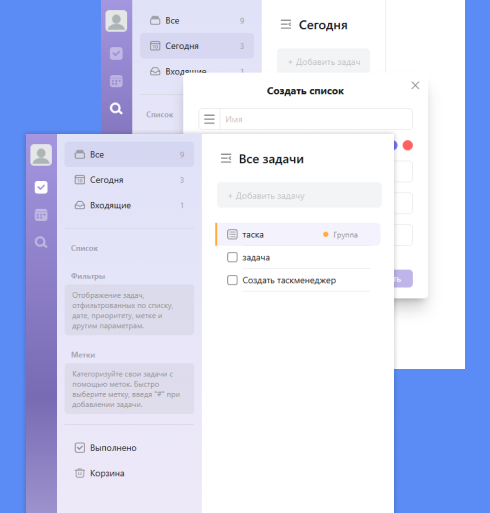 Все 9
Сегодня 3
Входящие 1
Список
Сегодня
+ Добавить задач
Создать список
Имя
ть
Все 9
Сегодня 3
Входящие 1
Список
Фильтры
Отображение задач,
отфильтрованных по списку,
дате, приоритету, метке и
другим параметрам.
Метки
Категоризуйте свои задачи с
помощью меток. Быстро
выберите метку, введя "#" при
добавлении задачи.
Выполнено
Корзина
Все задачи
+ Добавить задачу
таска Группа
задача
Создать таскменеджер